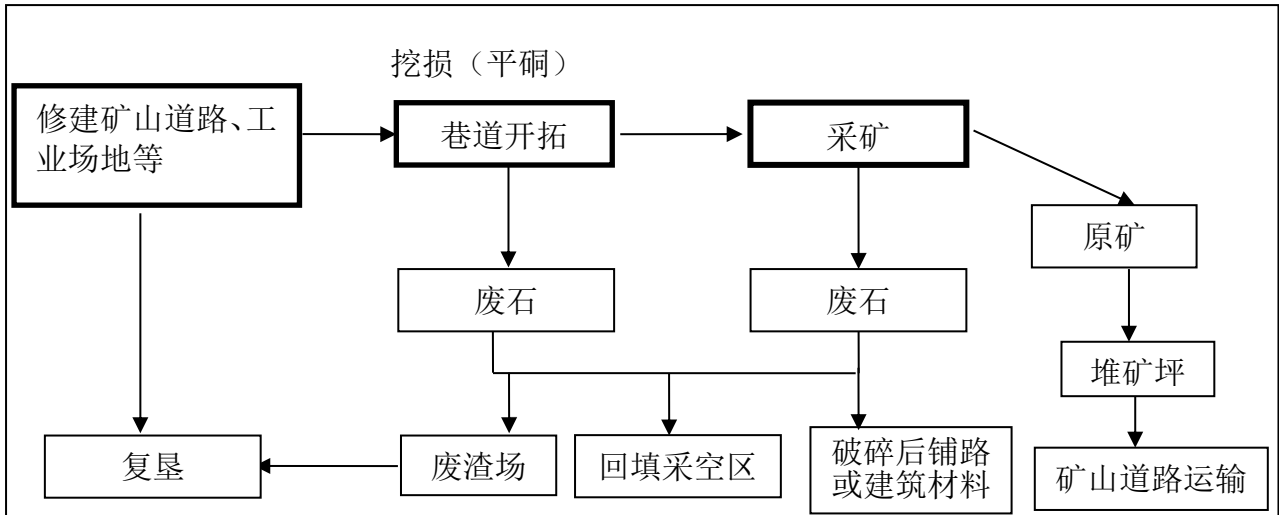 挖损（平硐）
修建矿山道路、工
业场地等
巷道开拓
采矿
原矿
废石
废石
堆矿坪
复垦
废渣场
回填采空区
破碎后铺路
或建筑材料
矿山道路运输